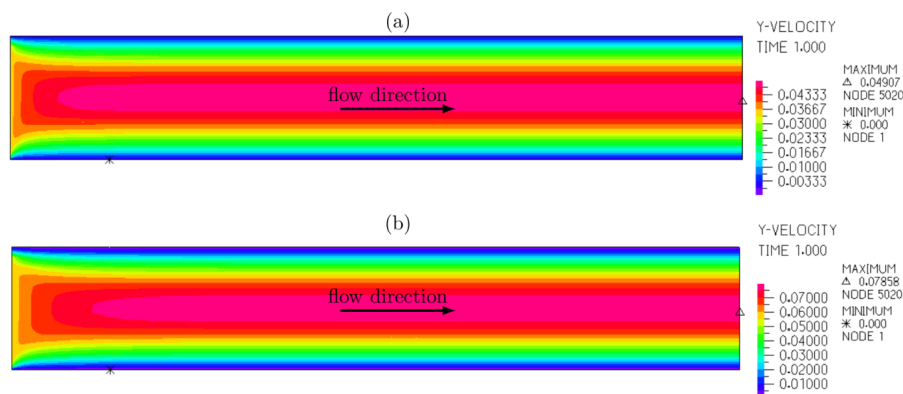 (a)
Y-VELOCITY
TIME 1.000
MAXIMUM
△ 0.04907
NODE 5020
MINIMUM
✳ 0.000
NODE 1
0.04333
0.03667
0.03000
0.02333
0.01667
0.01000
0.00333
flow direction
(b)
Y-VELOCITY
TIME 1.000
MAXIMUM
△ 0.07858
NODE 5020
MINIMUM
✳ 0.000
NODE 1
0.07000
0.06000
0.05000
0.04000
0.03000
0.02000
0.01000
flow direction